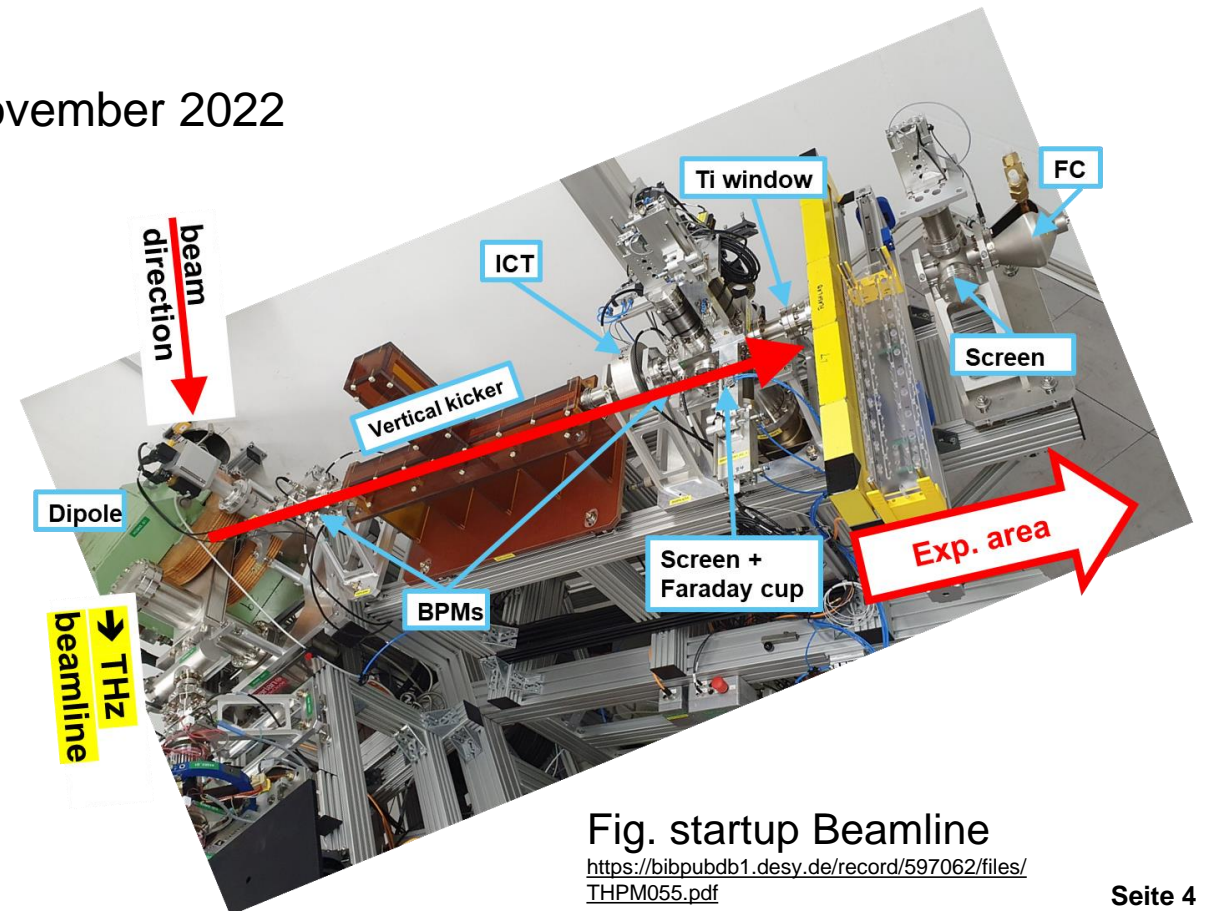 ovember 2022
beam
direction
Ti window
FC
ICT
Screen
Vertical kicker
Dipole
Screen +
Faraday cup
Exp. area
BPMs
➔ THz
beamline
Fig. startup Beamline
https://bibpubdb1.desy.de/record/597062/files/
THPM055.pdf
Seite 4